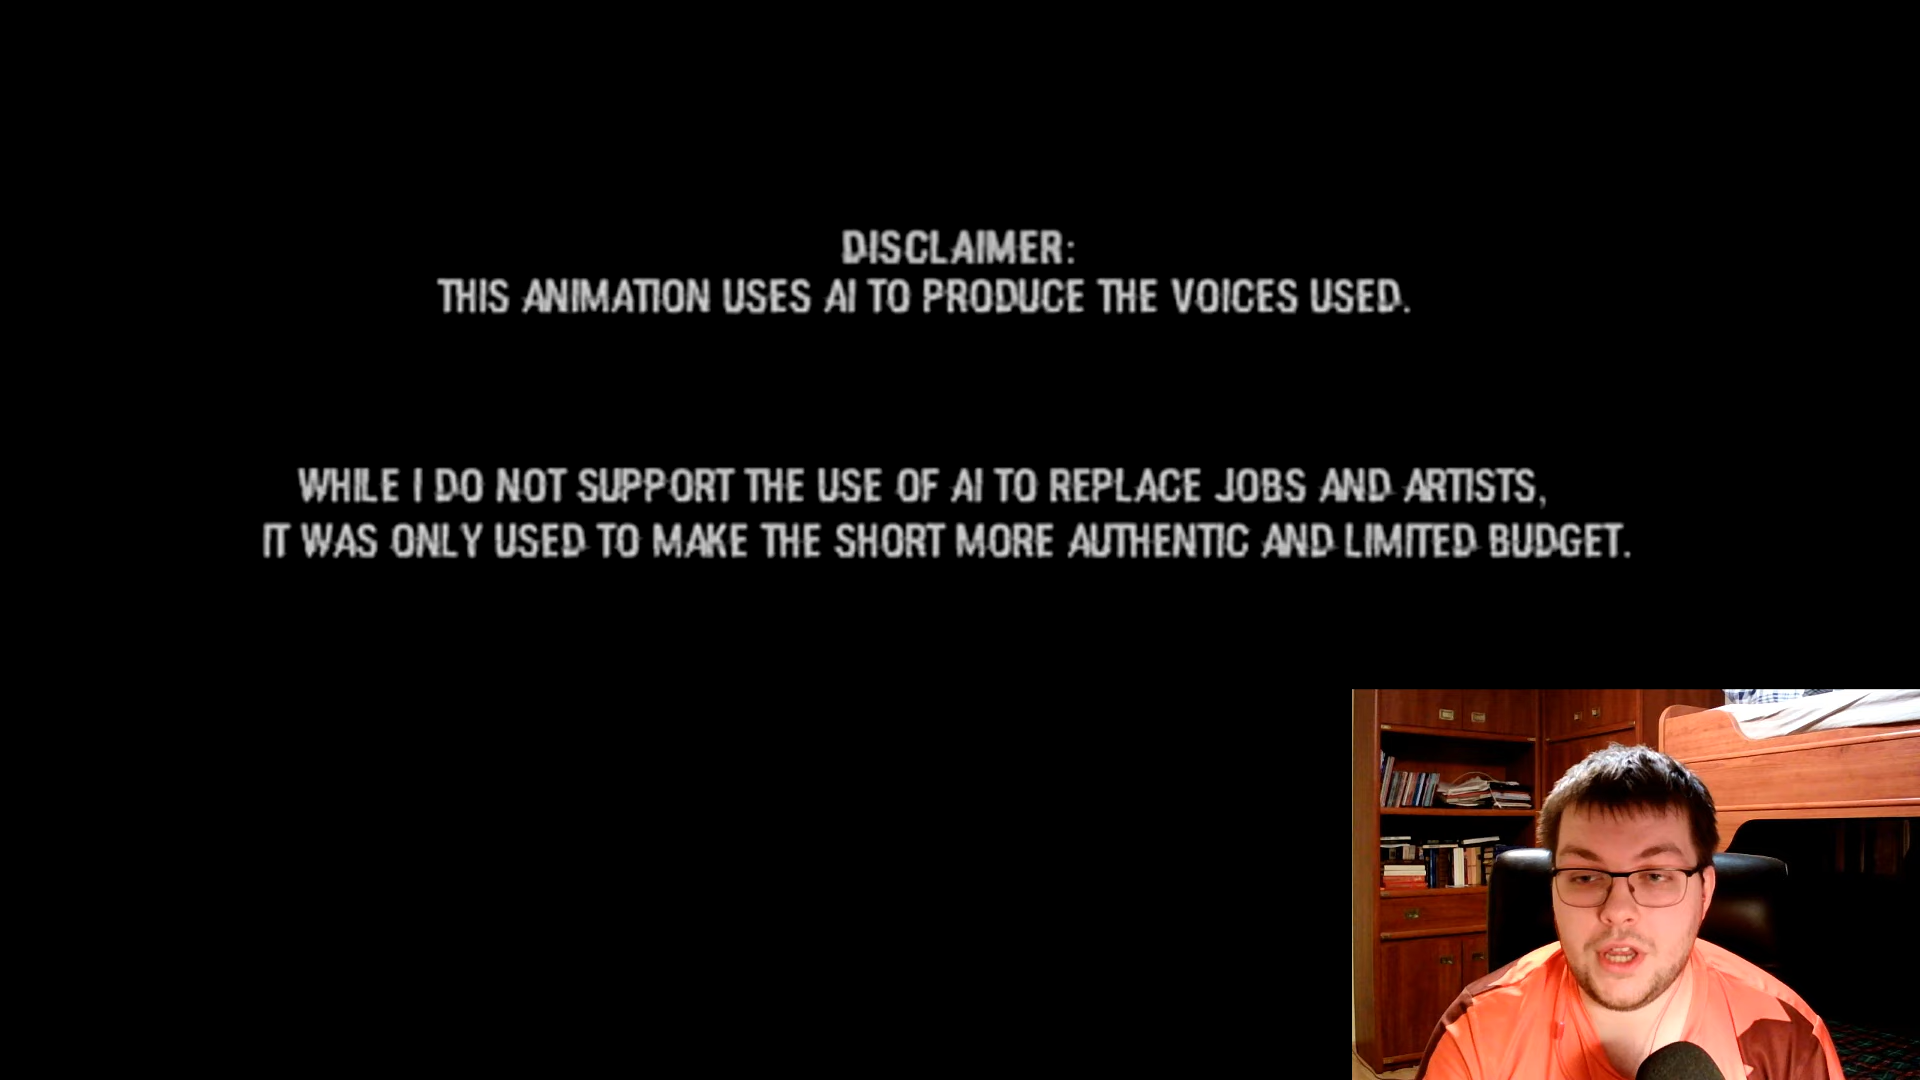 DISCLAIMER:
THIS ANIMATION USES AI TO PRODUCE THE VOICES USED.
WHILE I DO NOT SUPPORT THE USE OF AI TO REPLACE JOBS AND ARTISTS,
IT WAS ONLY USED TO MAKE THE SHORT MORE AUTHENTIC AND LIMITED BUDGET.